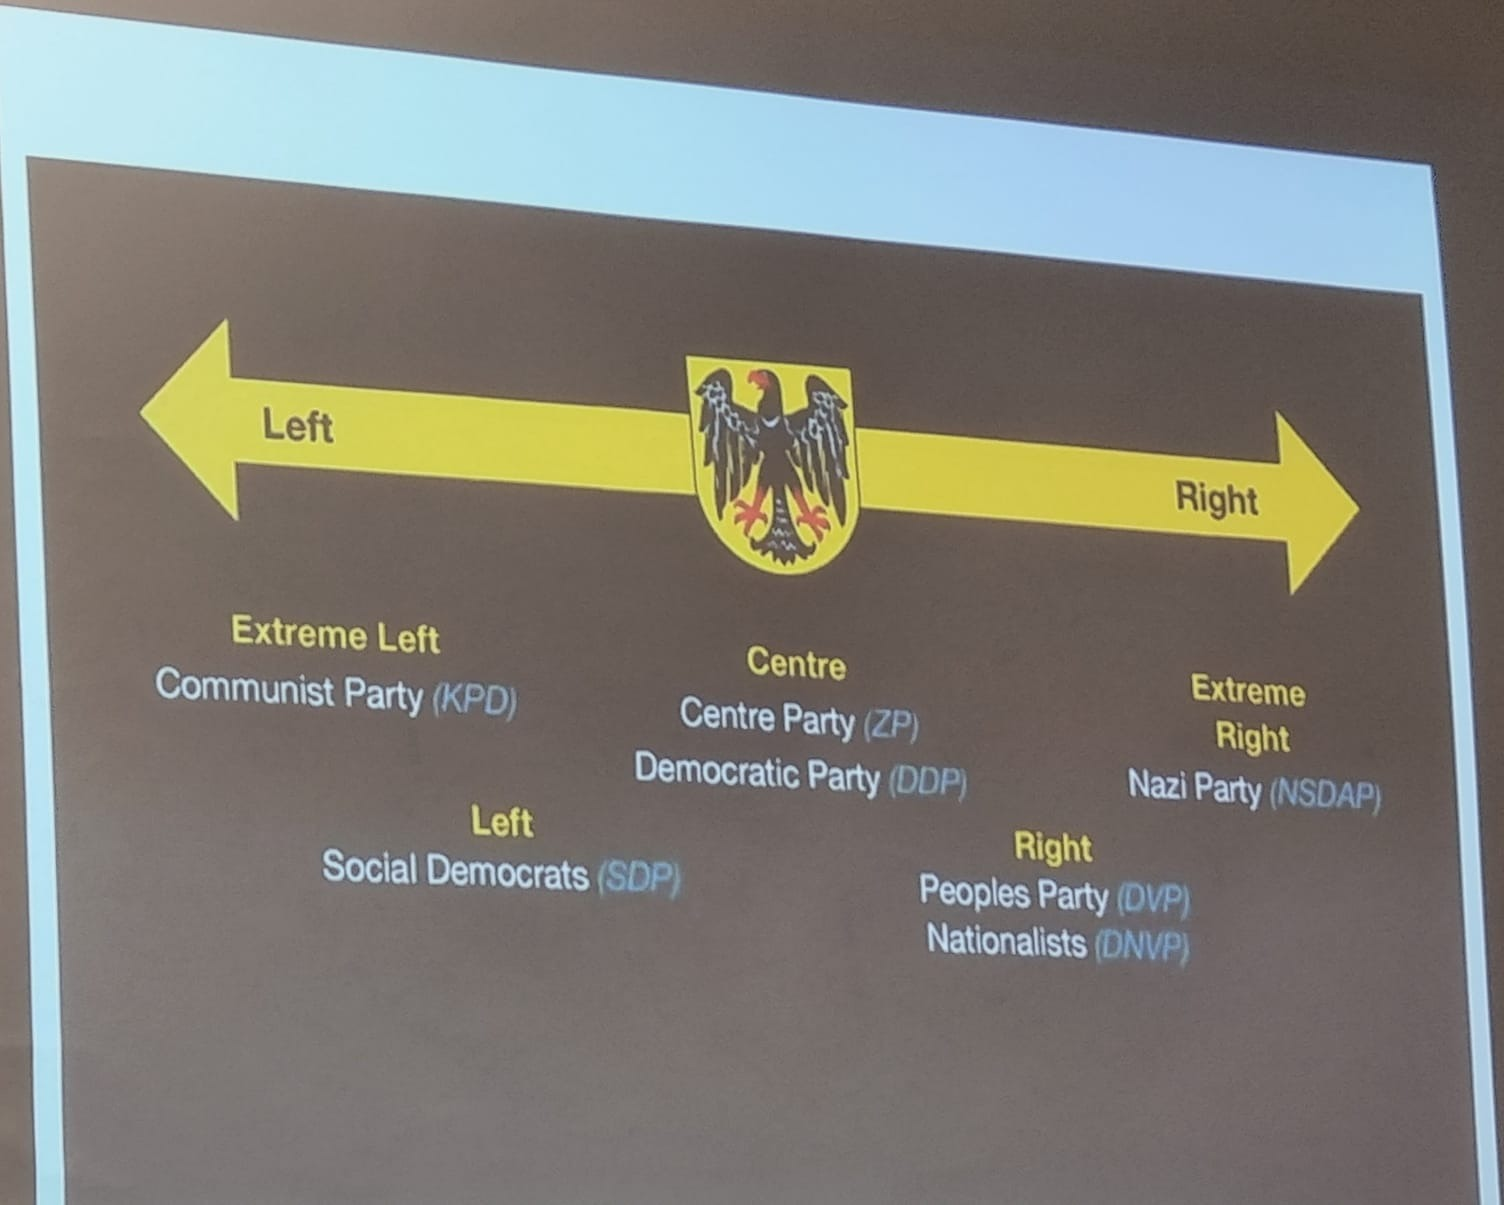 Left
Right
Extreme Left
Communist Party (KPD)
Left
Social Democrats (SDP)
Centre
Centre Party (ZP)
Democratic Party (DDP)
Right
Peoples Party (DVP)
Nationalists (DNVP)
Extreme
Right
Nazi Party (NSDAP)